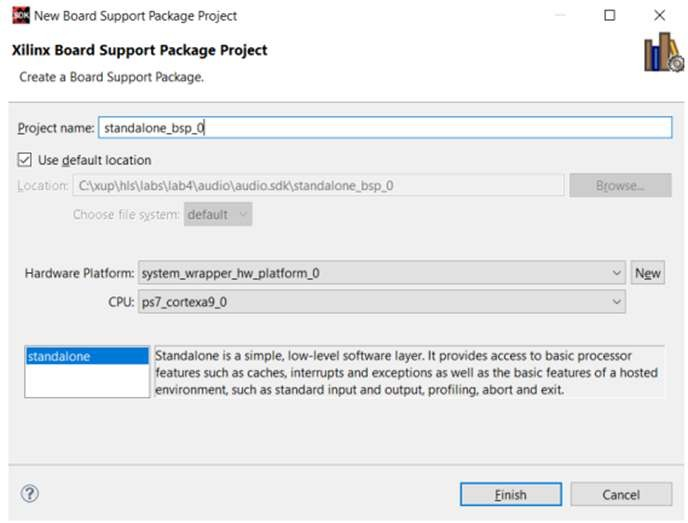 SDK New Board Support Package Project
Xilinx Board Support Package Project
Create a Board Support Package.
Project name: standalone_bsp_0
Use default location
Location: C:\xup\hls\labs\lab4\audio\audio.sdk\standalone_bsp_0 Browse...
Choose file system: default
Hardware Platform: system_wrapper_hw_platform_0 New
CPU: ps7_cortexa9_0
standalone
Standalone is a simple, low-level software layer. It provides access to basic processor
features such as caches, interrupts and exceptions as well as the basic features of a hosted
environment, such as standard input and output, profiling, abort and exit.
? Finish Cancel